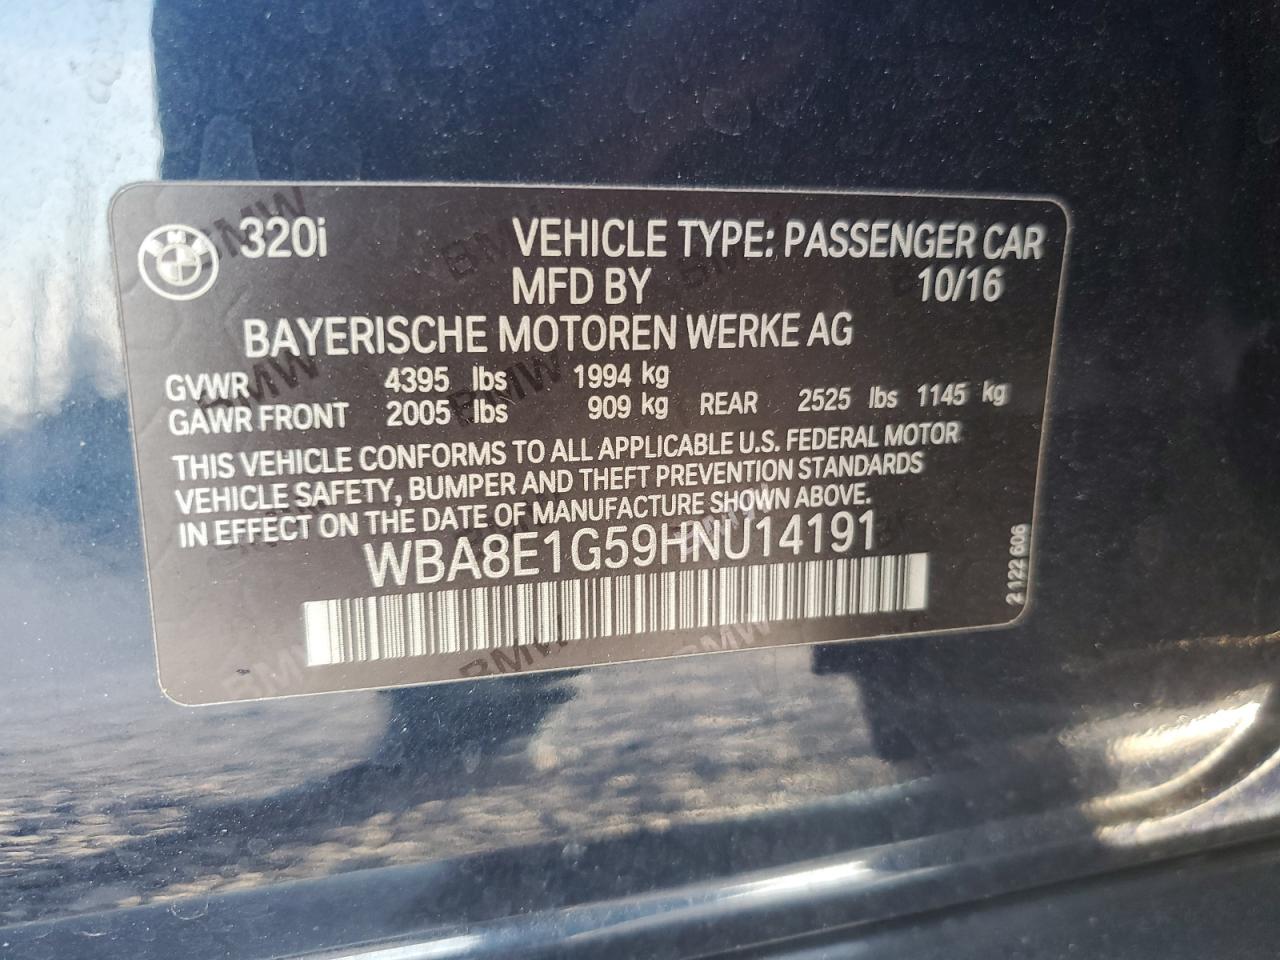 BMW 320i VEHICLE TYPE: PASSENGER CAR
MFD BY 10/16
BAYERISCHE MOTOREN WERKE AG
GVWR 4395 lbs 1994 kg
GAWR FRONT 2005 lbs 909 kg REAR 2525 lbs 1145 kg
THIS VEHICLE CONFORMS TO ALL APPLICABLE U.S. FEDERAL MOTOR
VEHICLE SAFETY, BUMPER AND THEFT PREVENTION STANDARDS
IN EFFECT ON THE DATE OF MANUFACTURE SHOWN ABOVE.
WBA8E1G59HNU14191
2 122 606